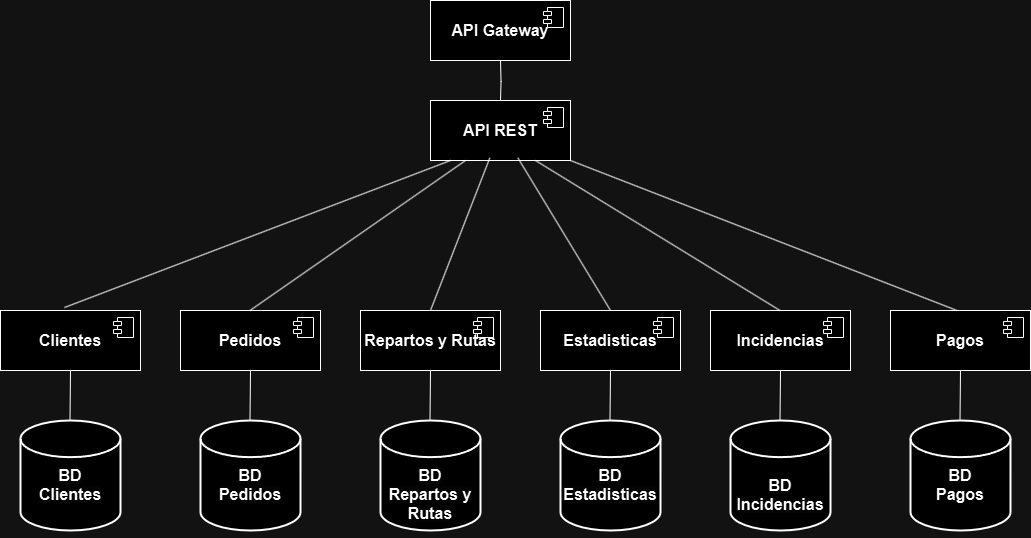 API Gateway
API REST
Clientes
Pedidos
Repartos y Rutas
Estadisticas
Incidencias
Pagos
BD
Clientes
BD
Pedidos
BD
Repartos y
Rutas
BD
Estadisticas
BD
Incidencias
BD
Pagos